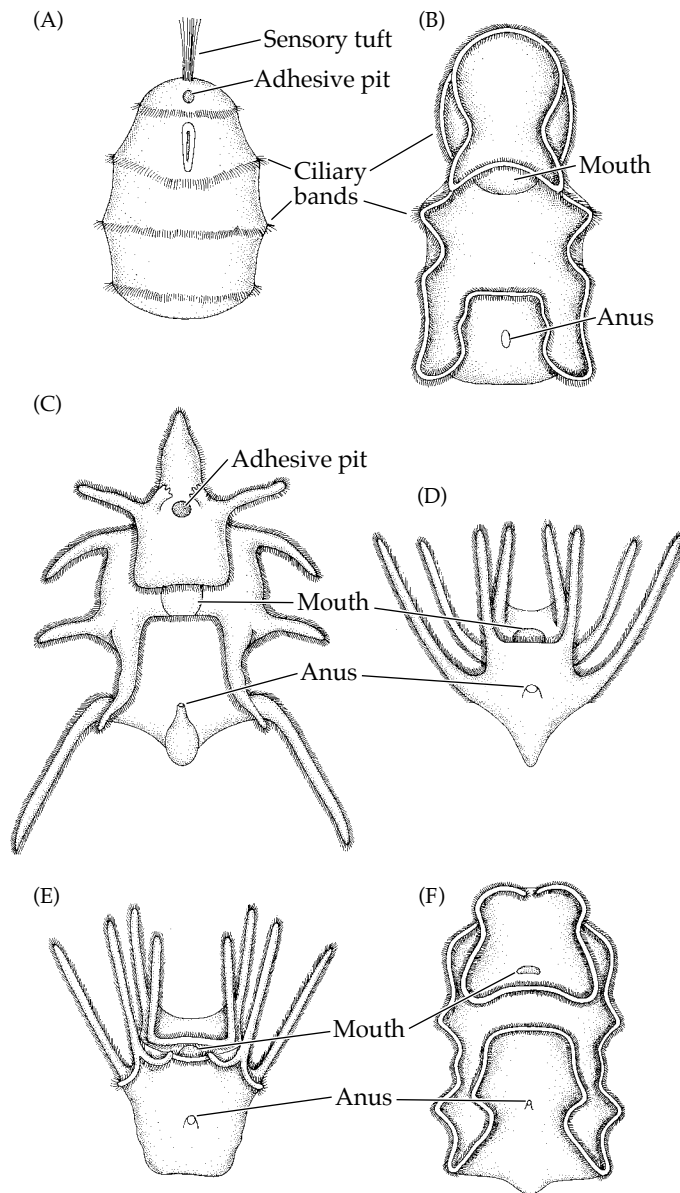 (A)
Sensory tuft
Adhesive pit
(B)
Ciliary
bands
Mouth
Anus
(C)
Adhesive pit
(D)
Mouth
Anus
(E)
(F)
Mouth
Anus